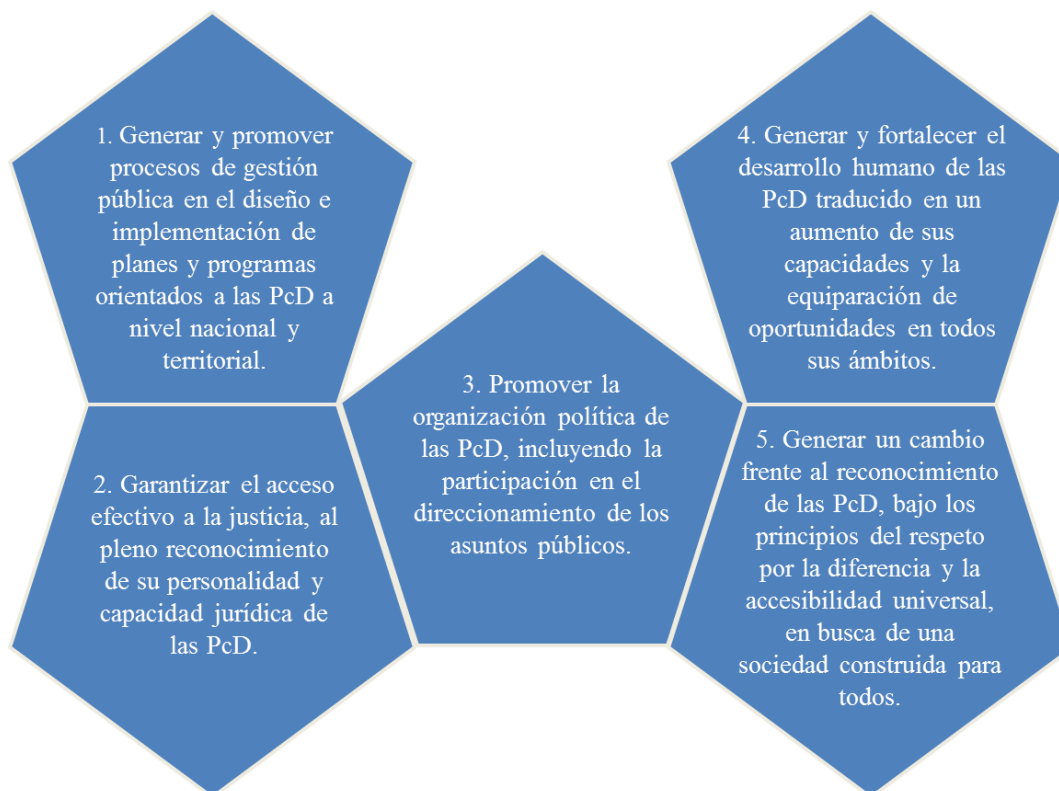 1. Generar y promover
procesos de gestión
pública en el diseño e
implementación de
planes y programas
orientados a las PcD a
nivel nacional y
territorial.
2. Garantizar el acceso
efectivo a la justicia, al
pleno reconocimiento
de su personalidad y
capacidad jurídica de
las PcD.
3. Promover la
organización política de
las PcD, incluyendo la
participación en el
direccionamiento de los
asuntos públicos.
4. Generar y fortalecer el
desarrollo humano de las
PcD traducido en un
aumento de sus
capacidades y la
equiparación de
oportunidades en todos
sus ámbitos.
5. Generar un cambio
frente al reconocimiento
de las PcD, bajo los
principios del respeto
por la diferencia y la
accesibilidad universal,
en busca de una
sociedad construida para
todos.